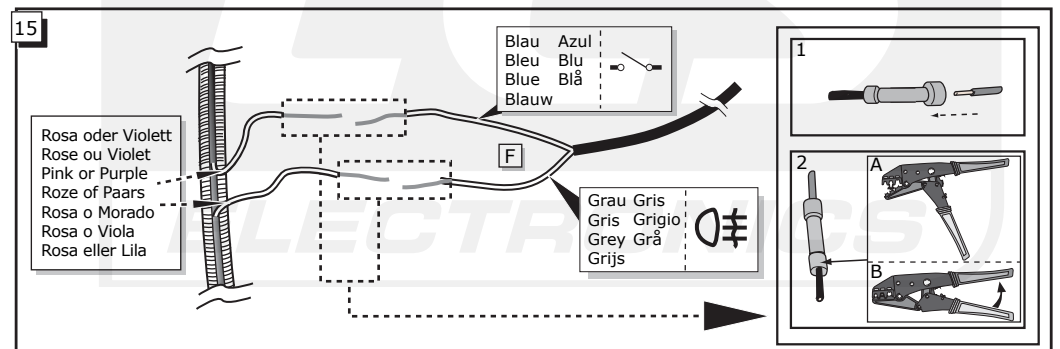 15
Rosa oder Violett
Rose ou Violet
Pink or Purple
Roze of Paars
Rosa o Morado
Rosa o Viola
Rosa eller Lila
Blau Azul
Bleu Blu
Blue Blå
Blauw
F
Grau Gris
Gris Grigio
Grey Grå
Grijs
1
2
A
B
ELECTRONICS